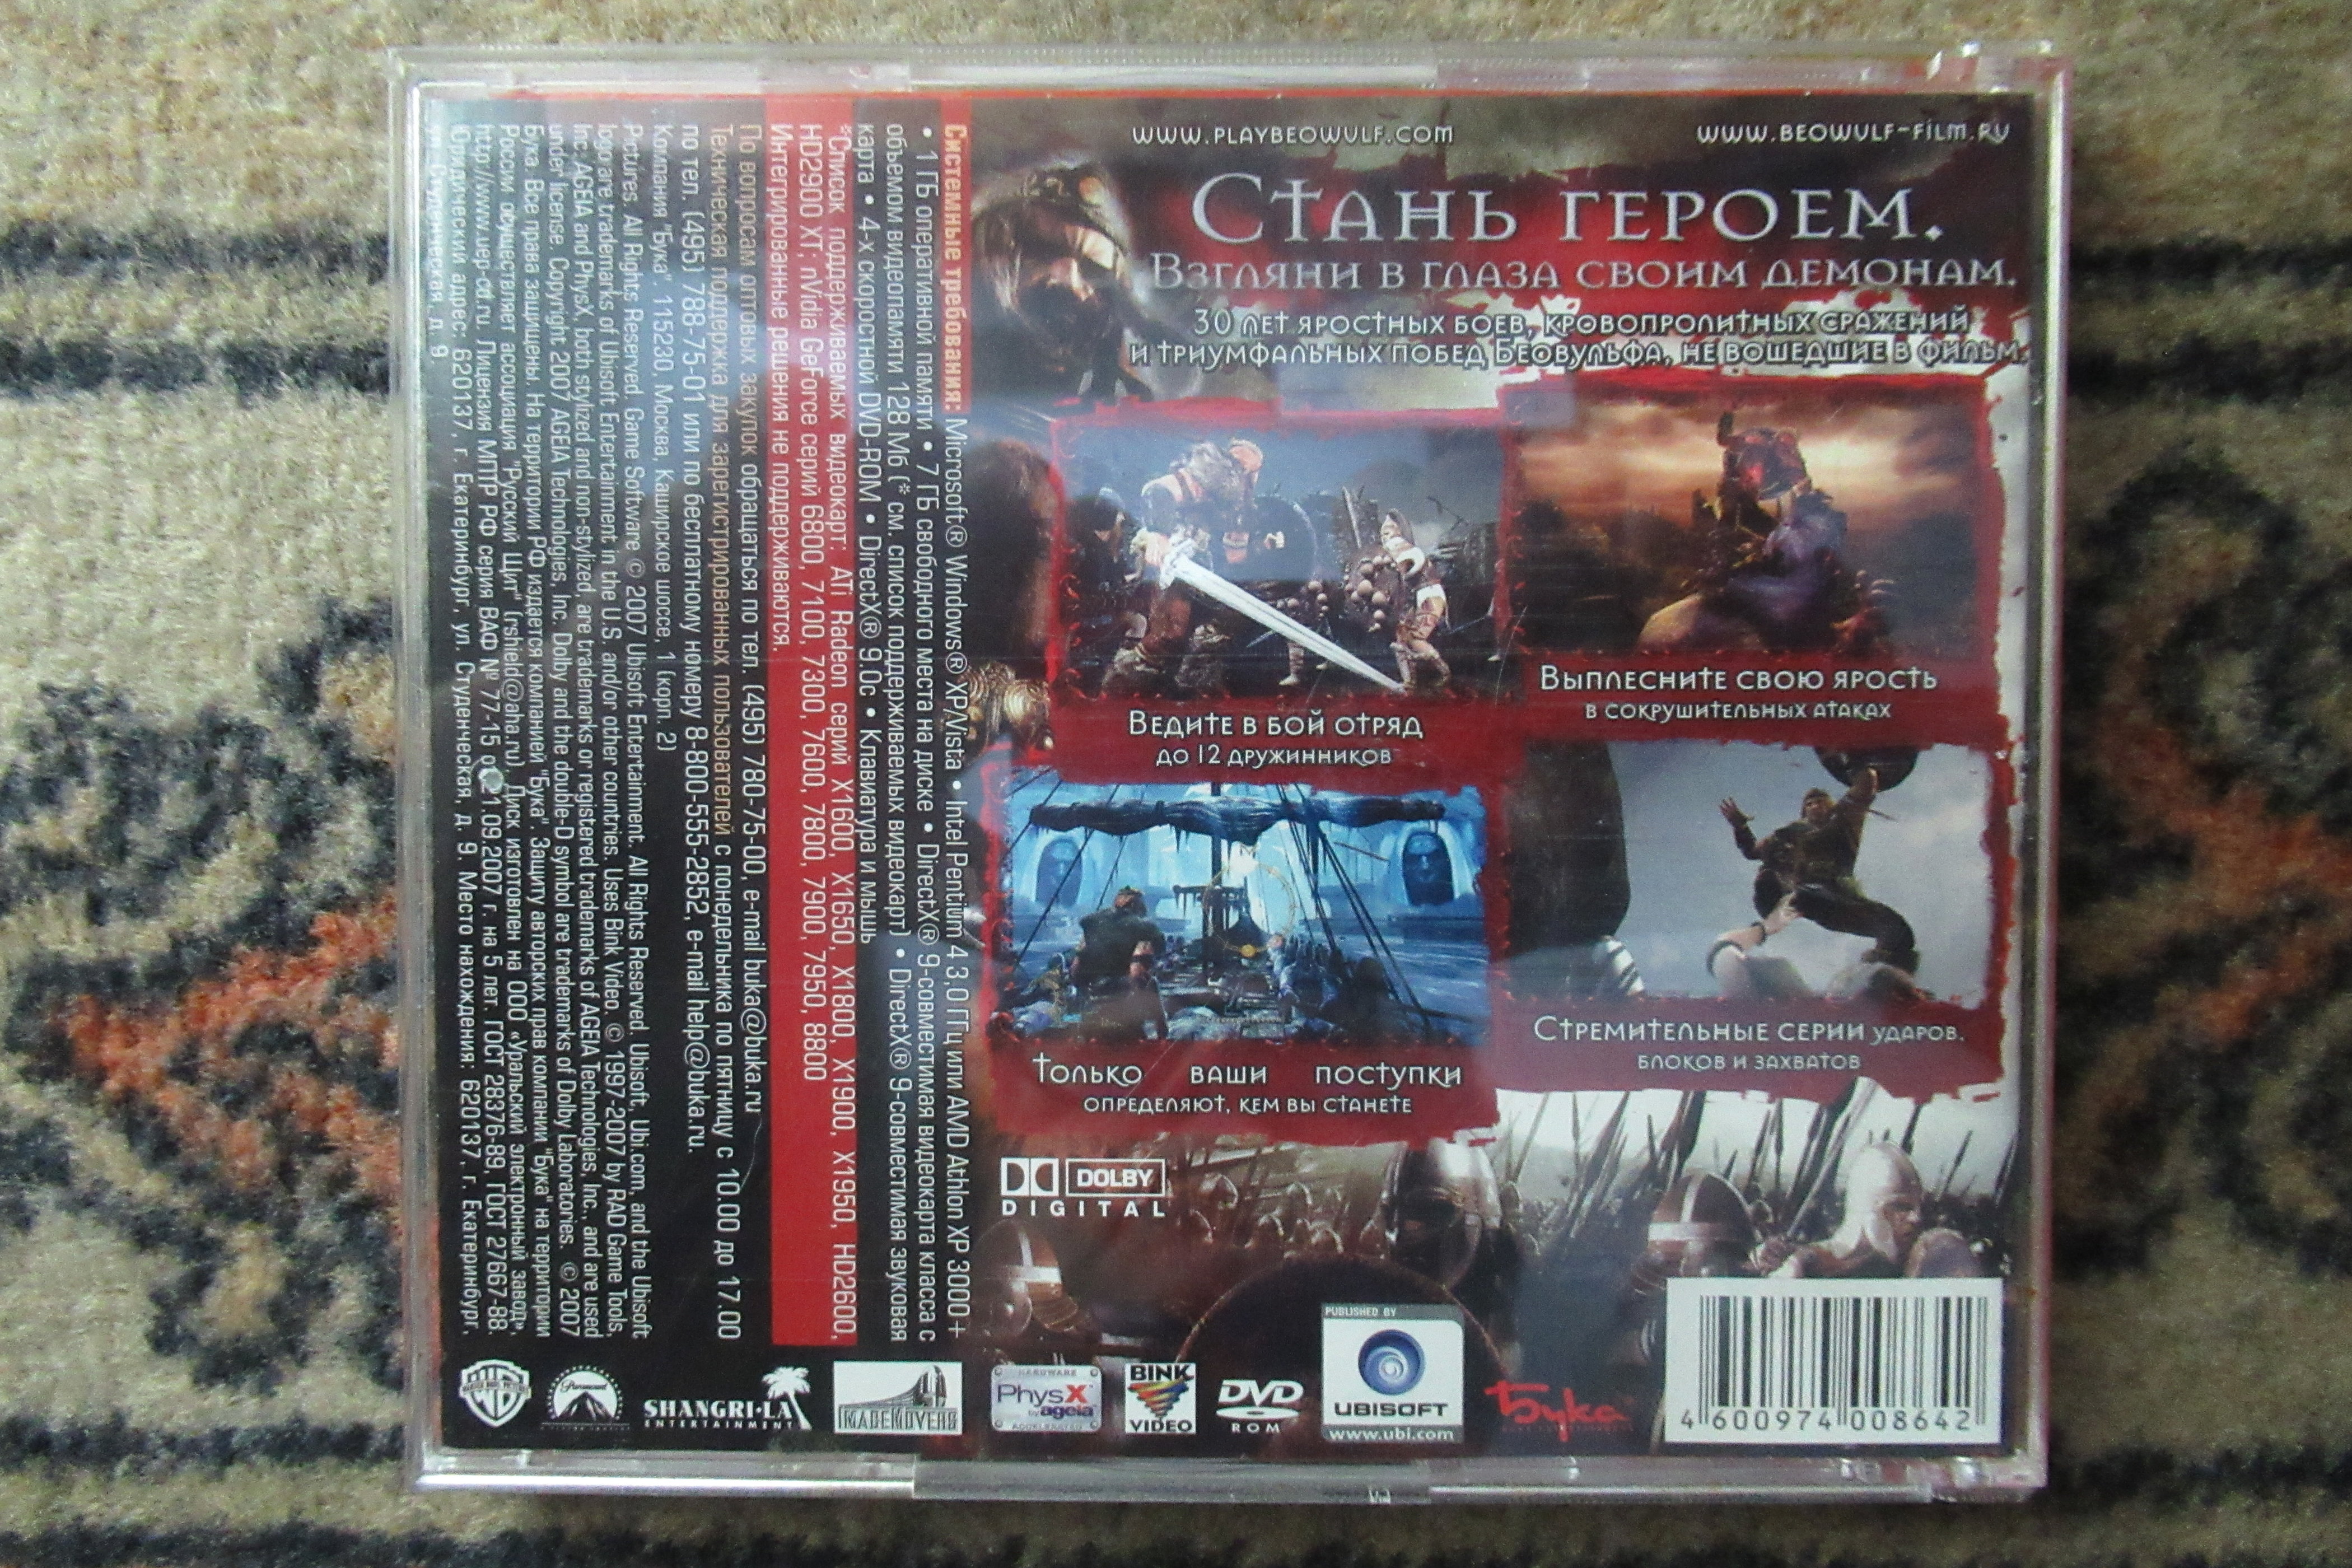 WWW.PLAYBEOWULF.COM
WWW.BEOWULF-FILM.RU
Стань героем.
Взгляни в глаза своим демонам.
30 лет яростных боев, кровопролитных сражений
и триумфальных побед Беовульфа, не вошедшие в фильм.
Ведите в бой отряд
до 12 дружинников
Выплесните свою ярость
в сокрушительных атаках
Только ваши поступки
определяют, кем вы станете
Стремительные серии ударов,
блоков и захватов
Системные требования: Microsoft® Windows® XP/Vista • Intel Pentium 4 3,0 ГГц или AMD Athlon XP 3000+
• 1 ГБ оперативной памяти • 7 ГБ свободного места на диске • DirectX® 9-совместимая видеокарта класса с
объемом видеопамяти 128 Мб (* см. список поддерживаемых видеокарт) • DirectX® 9-совместимая звуковая
карта • 4-х скоростной DVD-ROM • DirectX® 9.0c • Клавиатура и мышь
*Список поддерживаемых видеокарт: ATi Radeon серий X1600, X1650, X1800, X1900, X1950, HD2600,
HD2900 XT; nVidia GeForce серий 6800, 7100, 7300, 7600, 7800, 7900, 7950, 8800
Интегрированные решения не поддерживаются.
По вопросам оптовых закупок обращаться по тел. (495) 780-75-00, e-mail buka@buka.ru
Техническая поддержка для зарегистрированных пользователей с понедельника по пятницу с 10.00 до 17.00
по тел. (495) 788-75-01 или по бесплатному номеру 8-800-555-2852, e-mail help@buka.ru.
Компания "Бука" 115230, Москва, Каширское шоссе, 1 (корп. 2)
Pictures. All Rights Reserved. Game Software © 2007 Ubisoft Entertainment. All Rights Reserved. Ubisoft, Ubi.com, and the Ubisoft
logo are trademarks of Ubisoft Entertainment in the U.S. and/or other countries. Uses Bink Video. © 1997-2007 by RAD Game Tools,
Inc. AGEIA and PhysX, both stylized and non-stylized, are trademarks or registered trademarks of AGEIA Technologies, Inc., and are used
under license. Copyright 2007 AGEIA Technologies, Inc. Dolby and the double-D symbol are trademarks of Dolby Laboratories. © 2007
Бука. Все права защищены. На территории РФ издается компанией "Бука". Защиту авторских прав компании "Бука" на территории
России осуществляет ассоциация "Русский Щит" (rshield@aha.ru). Диск изготовлен на ООО «Уральский электронный завод»,
http://www.uep-cd.ru. Лицензия МПТР РФ серия ВАФ № 77-15 от 21.09.2007 г. на 5 лет. ГОСТ 28376-89, ГОСТ 27667-88.
Юридический адрес: 620137, г. Екатеринбург, ул. Студенческая, д. 9. Место нахождения: 620137, г. Екатеринбург,
ул. Студенческая, д. 9
DOLBY
DIGITAL
WB
Paramount
SHANGRI-LA
ENTERTAINMENT
IMAGEMOVERS
HARDWARE
PhysX
by ageia
ACCELERATED
BINK
VIDEO
DVD
ROM
PUBLISHED BY
UBISOFT
www.ubi.com
Бука
4 600974 008642